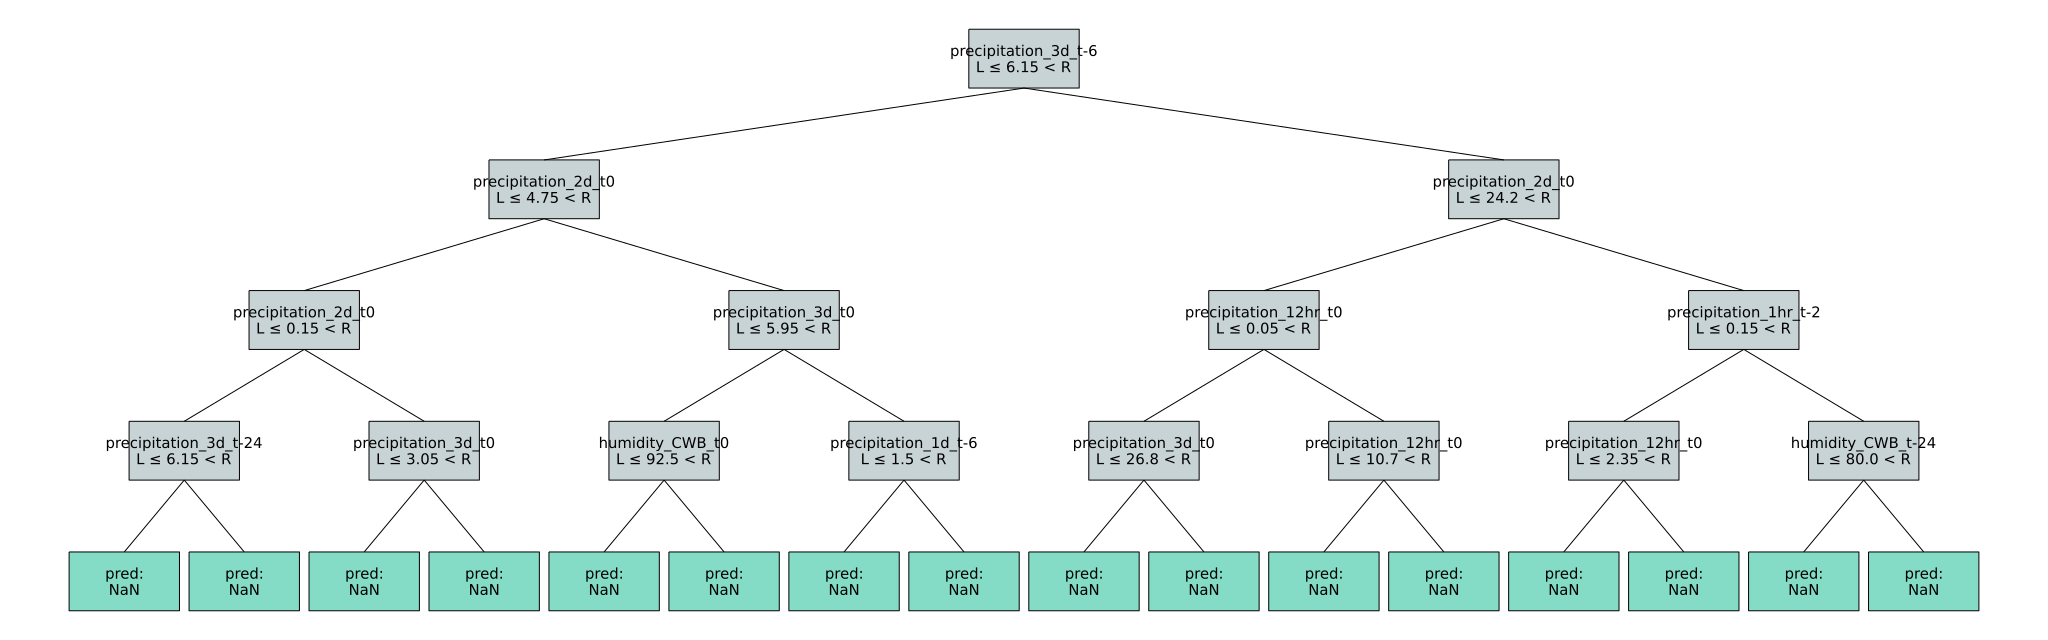 precipitation_3d_t-6
L ≤ 6.15 < R
precipitation_2d_t0
L ≤ 4.75 < R
precipitation_2d_t0
L ≤ 24.2 < R
precipitation_2d_t0
L ≤ 0.15 < R
precipitation_3d_t0
L ≤ 5.95 < R
precipitation_12hr_t0
L ≤ 0.05 < R
precipitation_1hr_t-2
L ≤ 0.15 < R
precipitation_3d_t-24
L ≤ 6.15 < R
precipitation_3d_t0
L ≤ 3.05 < R
humidity_CWB_t0
L ≤ 92.5 < R
precipitation_1d_t-6
L ≤ 1.5 < R
precipitation_3d_t0
L ≤ 26.8 < R
precipitation_12hr_t0
L ≤ 10.7 < R
precipitation_12hr_t0
L ≤ 2.35 < R
humidity_CWB_t-24
L ≤ 80.0 < R
pred:
NaN
pred:
NaN
pred:
NaN
pred:
NaN
pred:
NaN
pred:
NaN
pred:
NaN
pred:
NaN
pred:
NaN
pred:
NaN
pred:
NaN
pred:
NaN
pred:
NaN
pred:
NaN
pred:
NaN
pred:
NaN